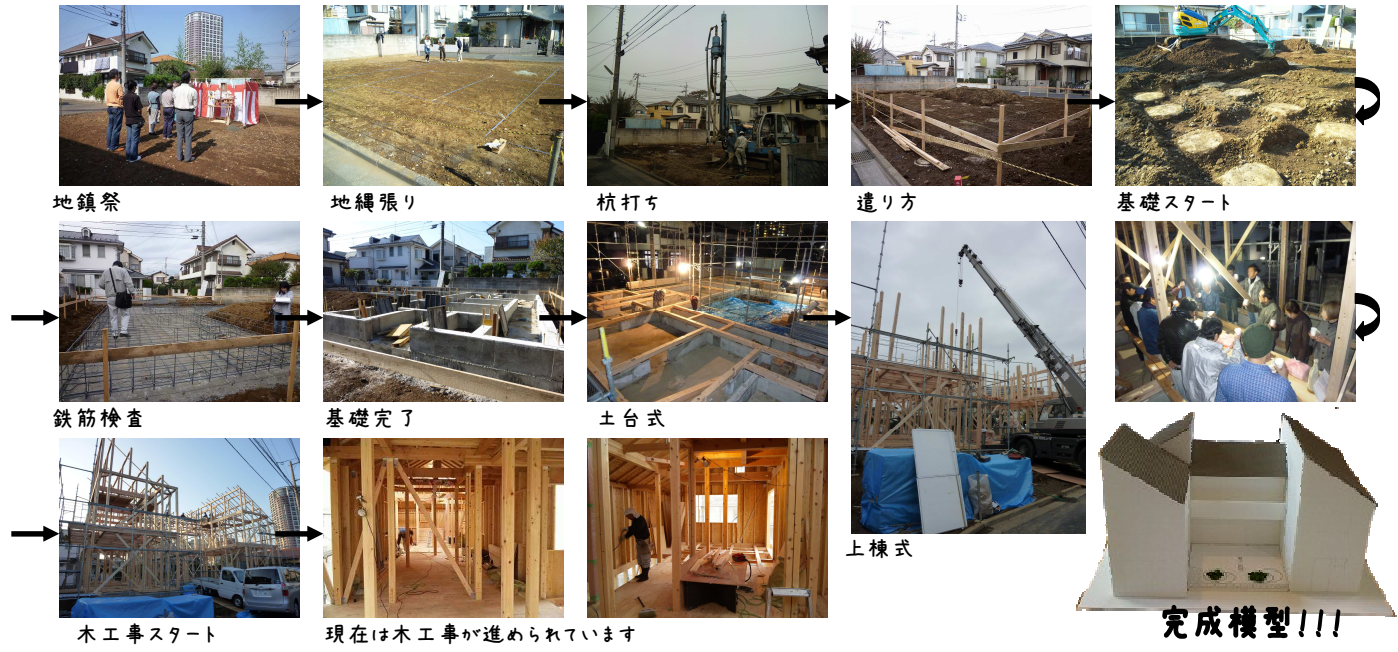 地鎮祭
地縄張り
杭打ち
遣り方
基礎スタート
鉄筋検査
基礎完了
土台式
上棟式
木工事スタート
現在は木工事が進められています
完成模型!!!